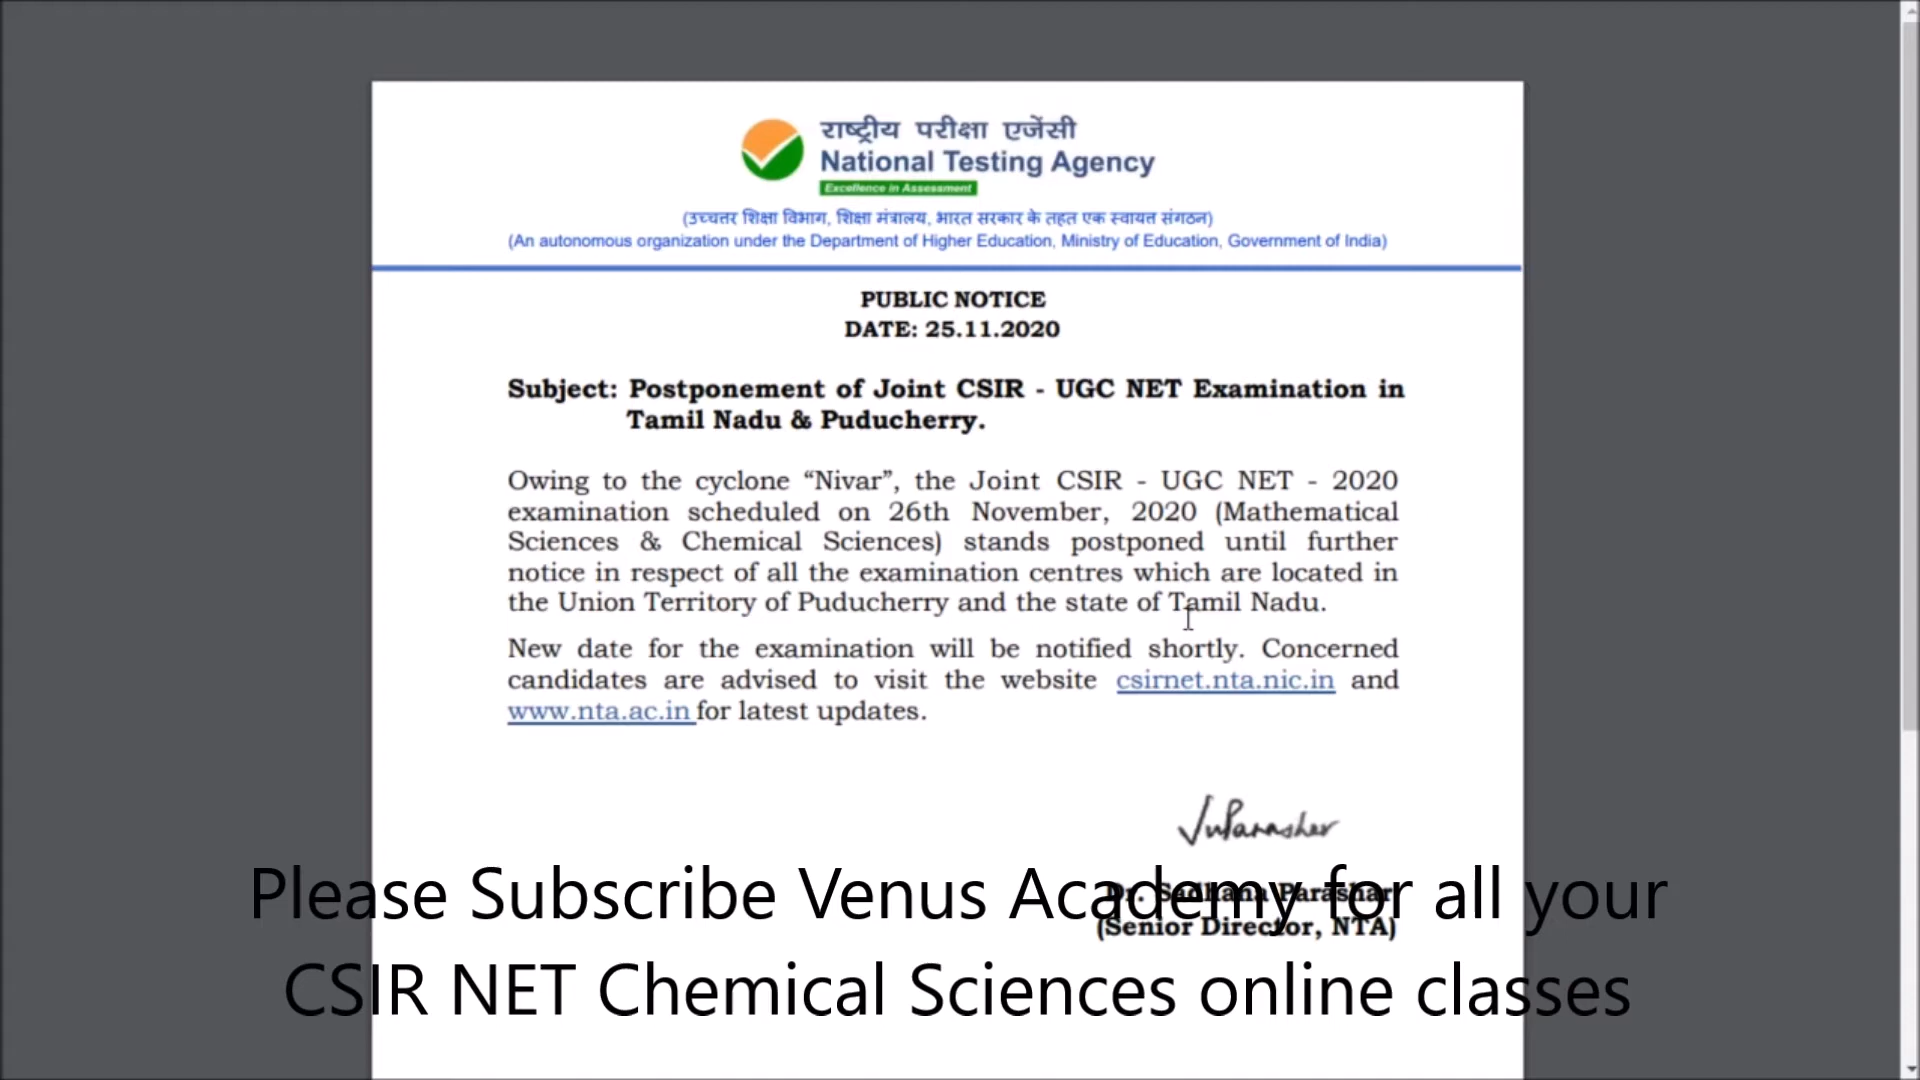 राष्ट्रीय परीक्षा एजेंसी
National Testing Agency
Excellence in Assessment
(उच्चतर शिक्षा विभाग, शिक्षा मंत्रालय, भारत सरकार के तहत एक स्वायत्त संगठन)
(An autonomous organization under the Department of Higher Education, Ministry of Education, Government of India)
PUBLIC NOTICE
DATE: 25.11.2020
Subject: Postponement of Joint CSIR - UGC NET Examination in
Tamil Nadu & Puducherry.
Owing to the cyclone “Nivar”, the Joint CSIR - UGC NET - 2020
examination scheduled on 26th November, 2020 (Mathematical
Sciences & Chemical Sciences) stands postponed until further
notice in respect of all the examination centres which are located in
the Union Territory of Puducherry and the state of Tamil Nadu.
New date for the examination will be notified shortly. Concerned
candidates are advised to visit the website csirnet.nta.nic.in and
www.nta.ac.in for latest updates.
Dr. Sadhana Parashar
(Senior Director, NTA)
Please Subscribe Venus Academy for all your
CSIR NET Chemical Sciences online classes